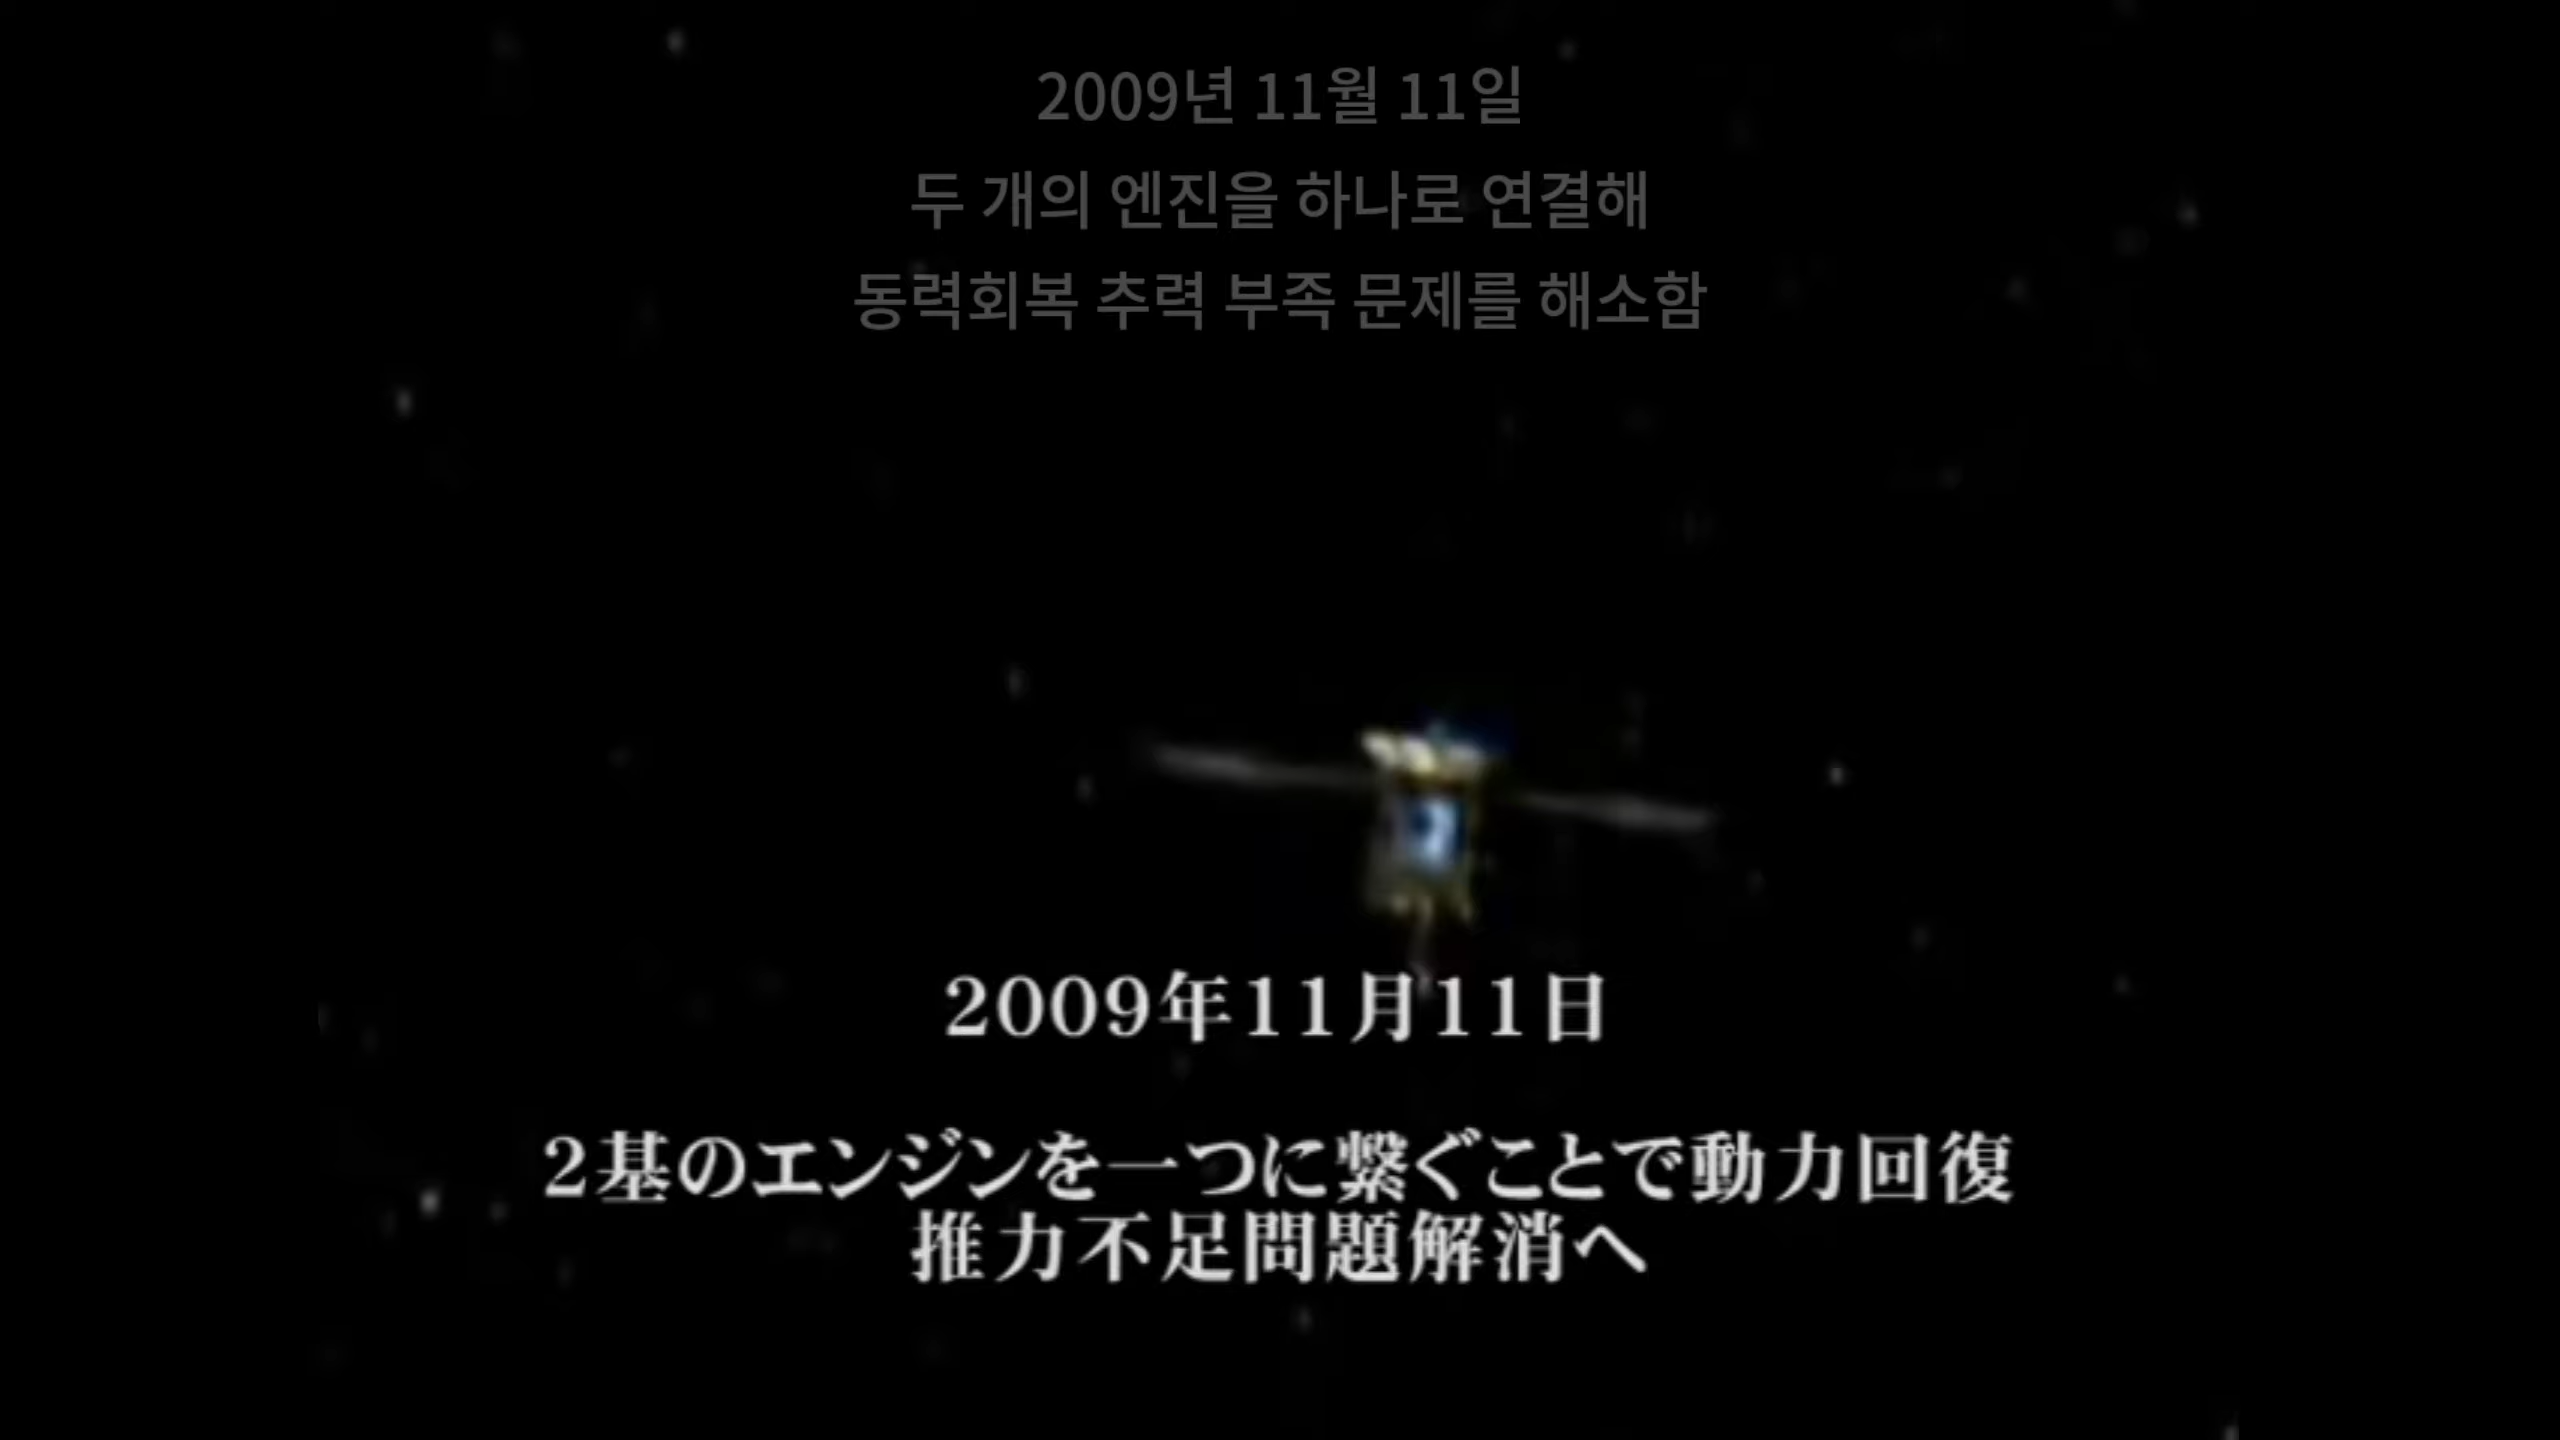 2009년 11월 11일
두 개의 엔진을 하나로 연결해
동력회복 추력 부족 문제를 해소함
2009年11月11日
2基のエンジンを一つに繋ぐことで動力回復
推力不足問題解消へ